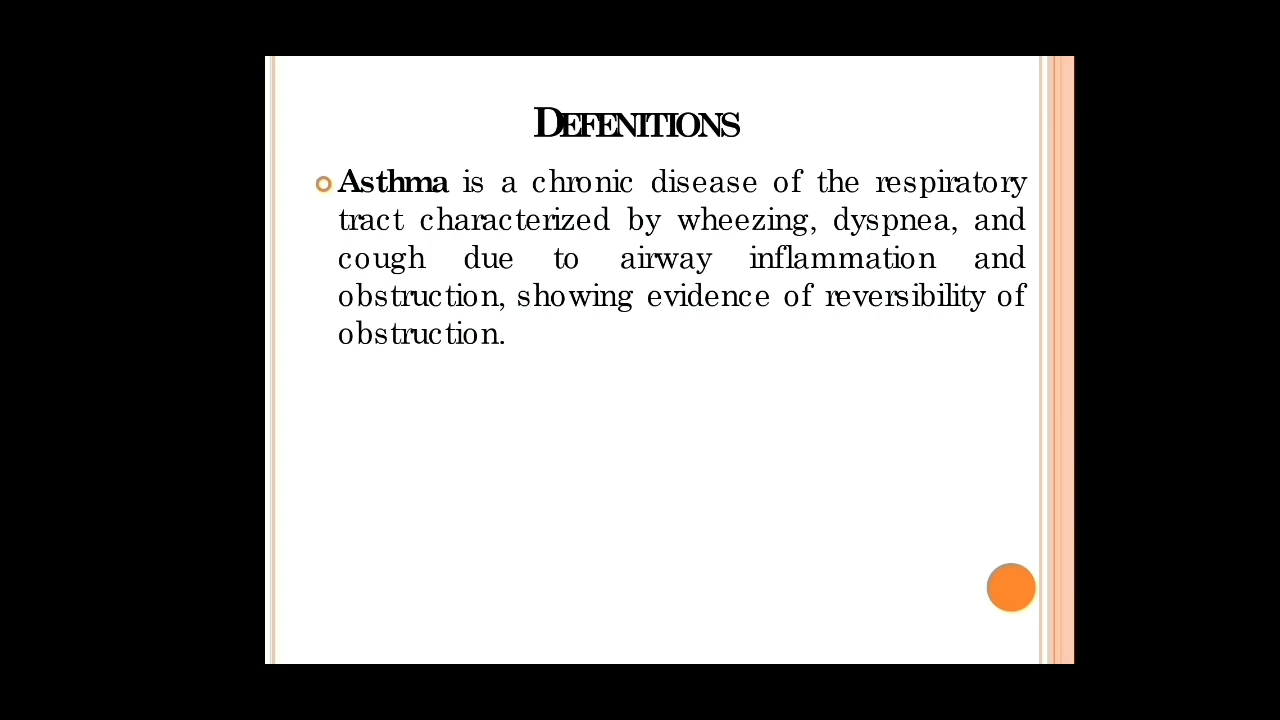 DEFENITIONS
Asthma is a chronic disease of the respiratory
tract characterized by wheezing, dyspnea, and
cough due to airway inflammation and
obstruction, showing evidence of reversibility of
obstruction.